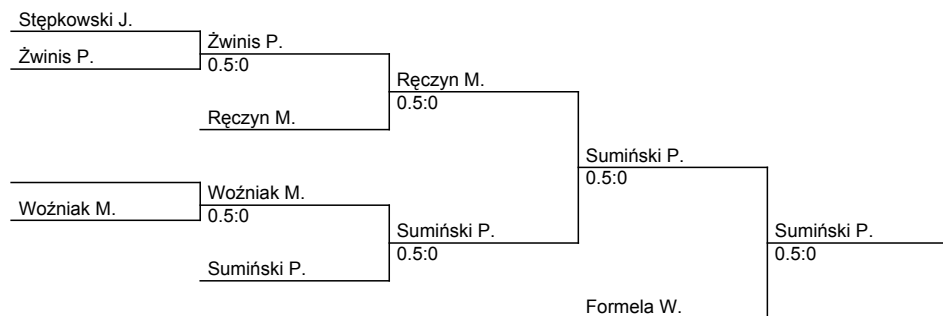 Stępkowski J.
Żwinis P.
Żwinis P.
0.5:0
Ręczyn M.
Ręczyn M.
0.5:0
Woźniak M.
Woźniak M.
0.5:0
Sumiński P.
Sumiński P.
0.5:0
Sumiński P.
0.5:0
Formela W.
Sumiński P.
0.5:0